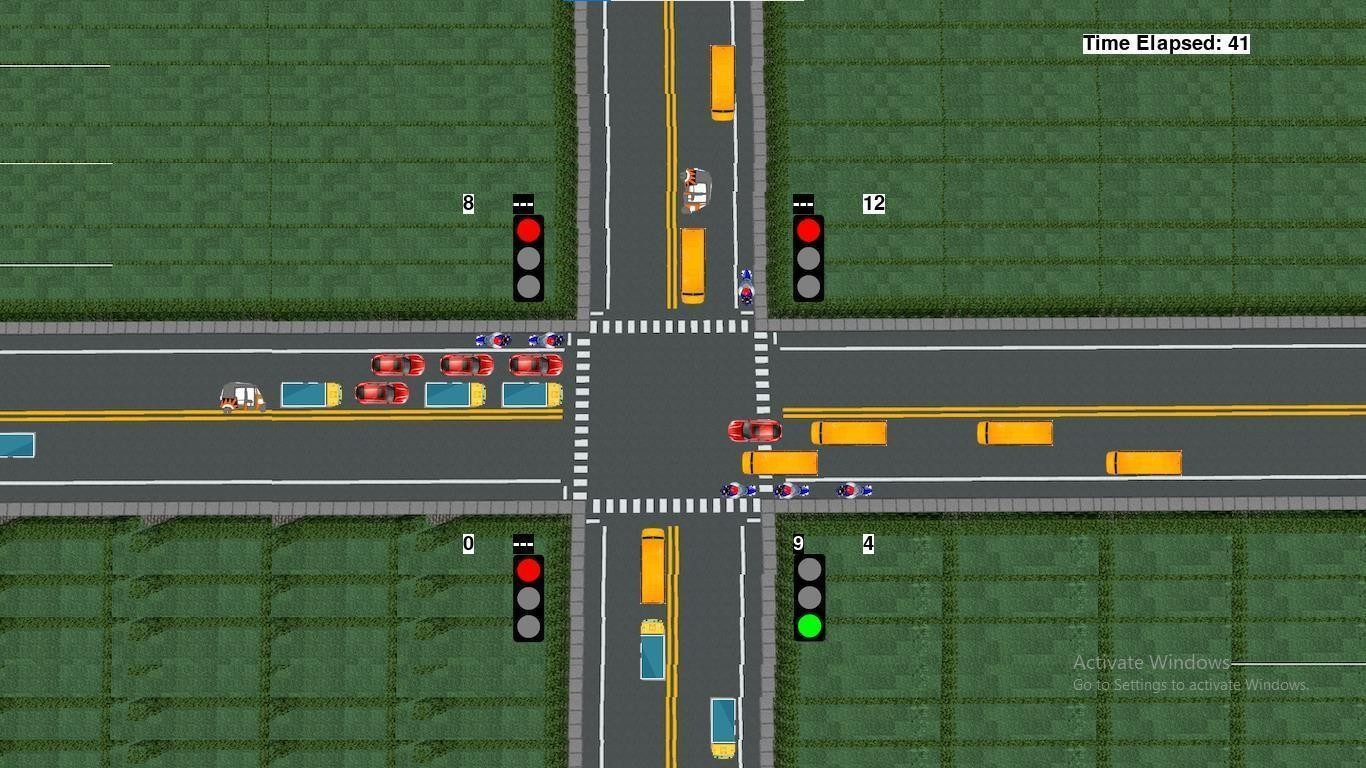 Time Elapsed: 41
8 --- --- 12
0 --- 9 4
Activate Windows
Go to Settings to activate Windows.